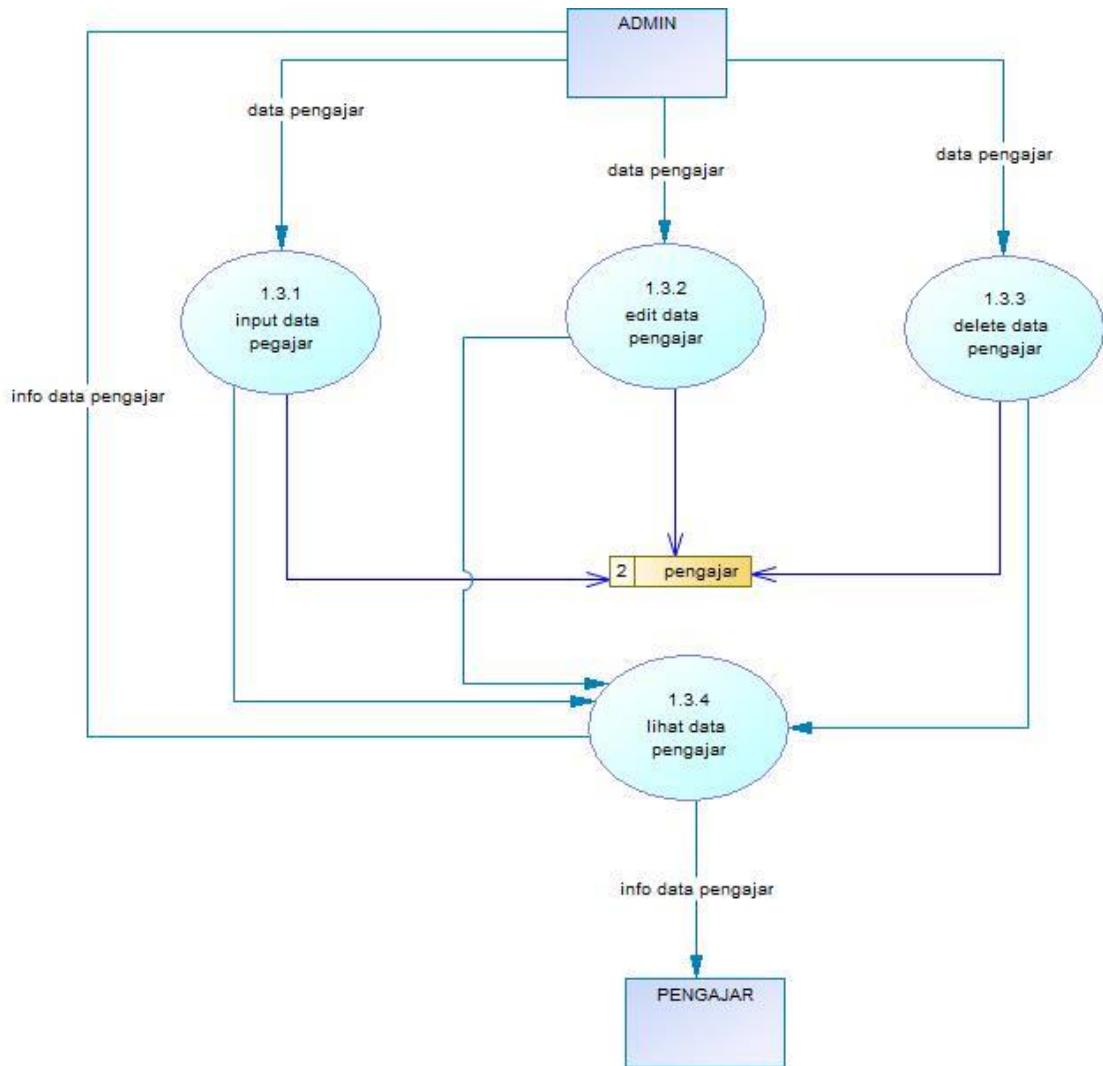 ADMIN
data pengajar
data pengajar
data pengajar
1.3.1
input data
pegajar
1.3.2
edit data
pengajar
1.3.3
delete data
pengajar
info data pengajar
2 pengajar
1.3.4
lihat data
pengajar
info data pengajar
PENGAJAR